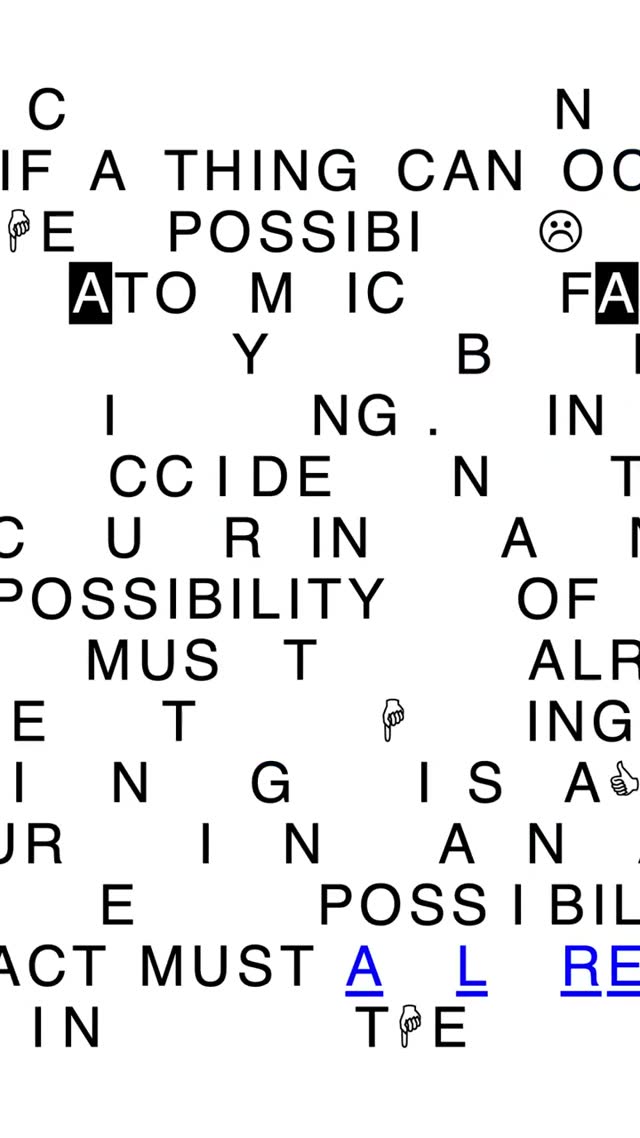 C N
IF A THING CAN OC
☟E POSSIBI ☹
ATO M IC FA
Y B
I NG . IN
CCIDE N T
C U R IN A N
POSSIBILITY OF
MUS T ALR
E T ☟ ING
I N G I S A👍
UR I N A N A
E POSS I BIL
ACT MUST A L RE
IN T☟E